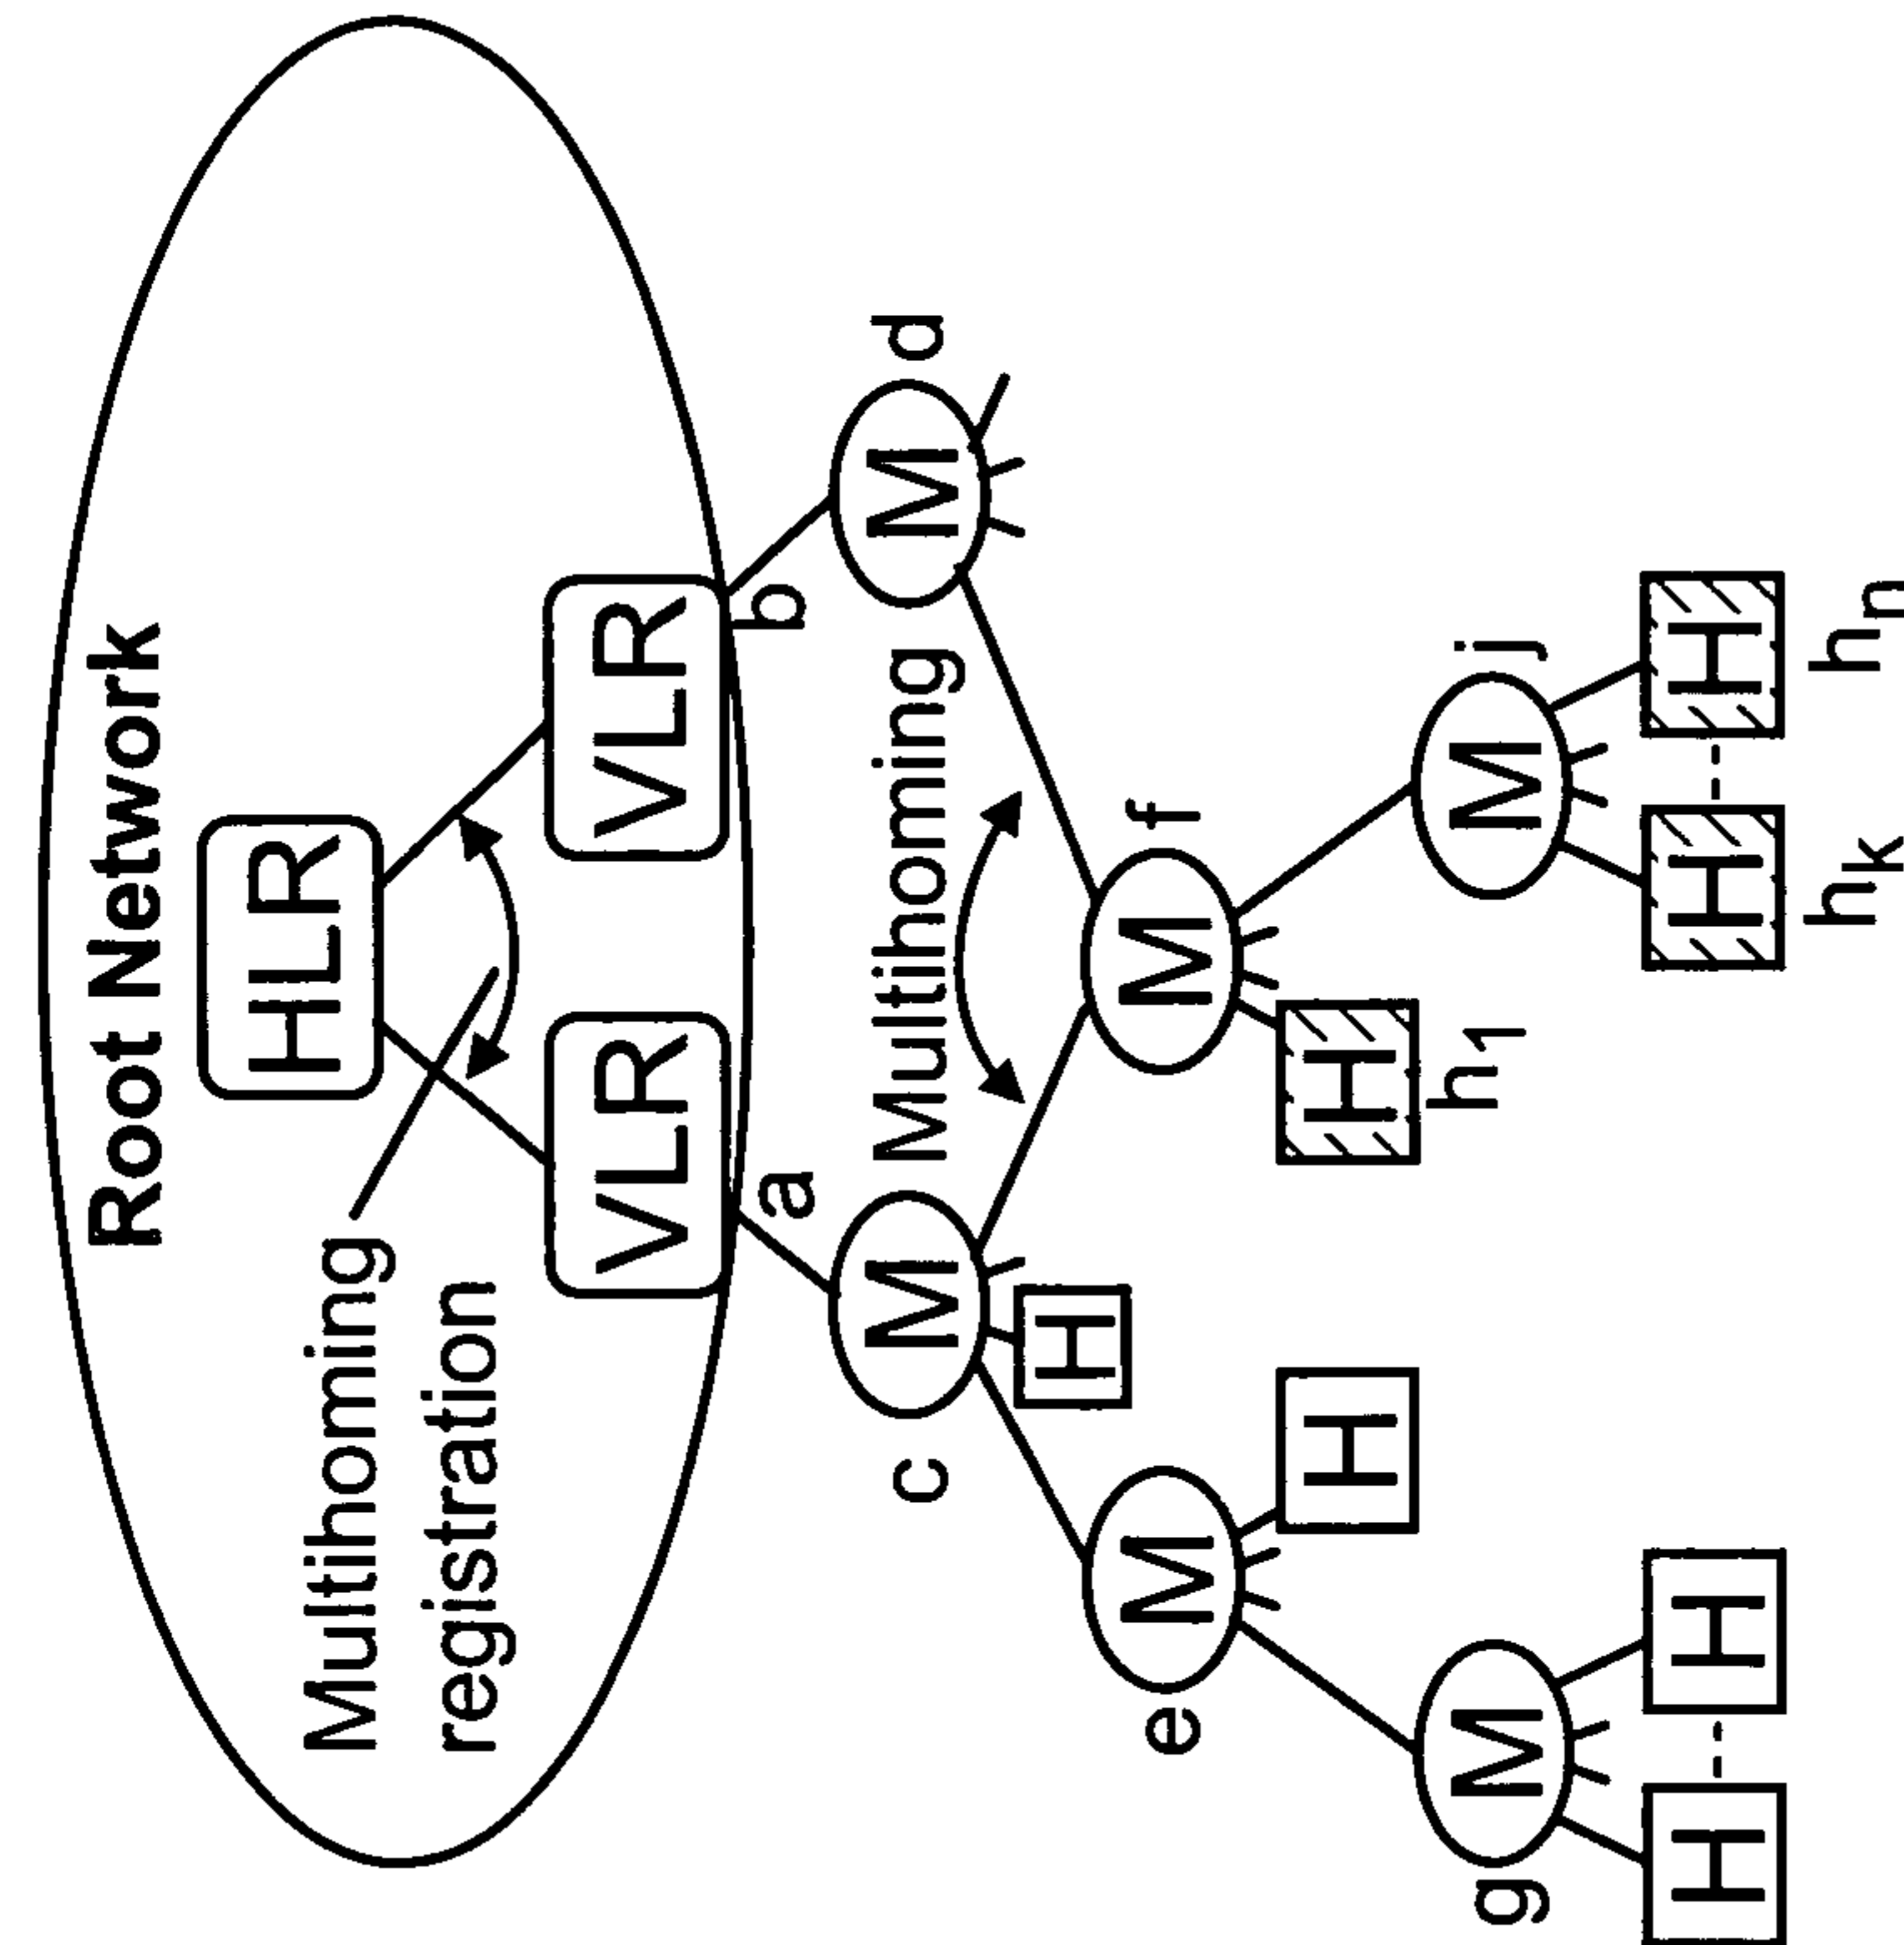 Root Network
HLR
Multihoming
registration
VLR
VLR
a
b
c
M
Multihoming
M
d
H
e
M
M
f
H
H
h1
g
M
M
j
H
H
H
H
hk
hn